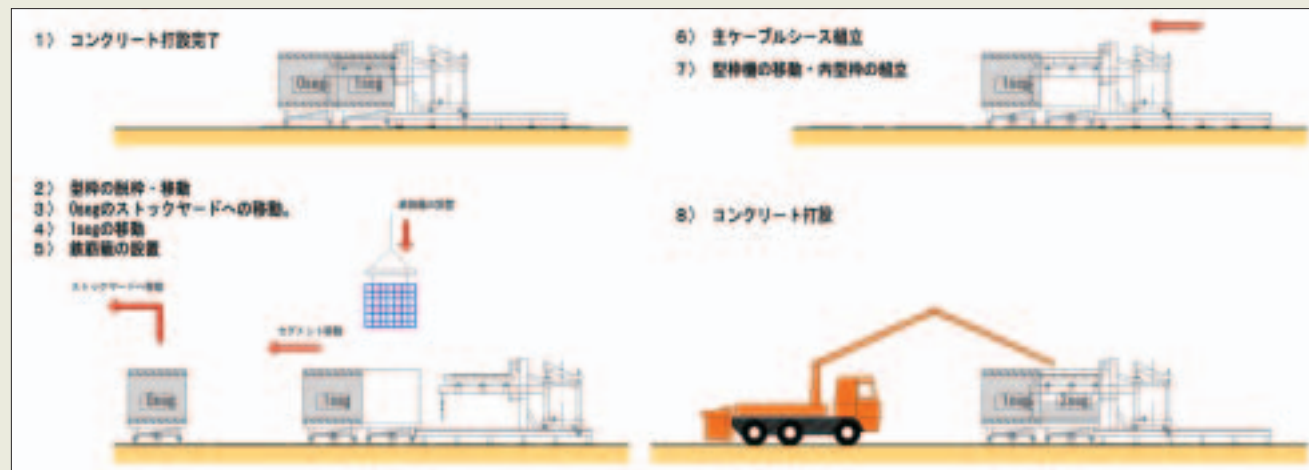 1) コンクリート打設完了
0seg 1seg
2) 型枠の脱枠・移動
3) 0segのストックヤードへの移動。
4) 1segの移動
5) 鉄筋籠の設置
ストックヤードへ移動
セグメント移動
0seg
1seg
6) 主ケーブルシース組立
7) 型枠機の移動・内型枠の組立
1seg
8) コンクリート打設
1seg 2seg